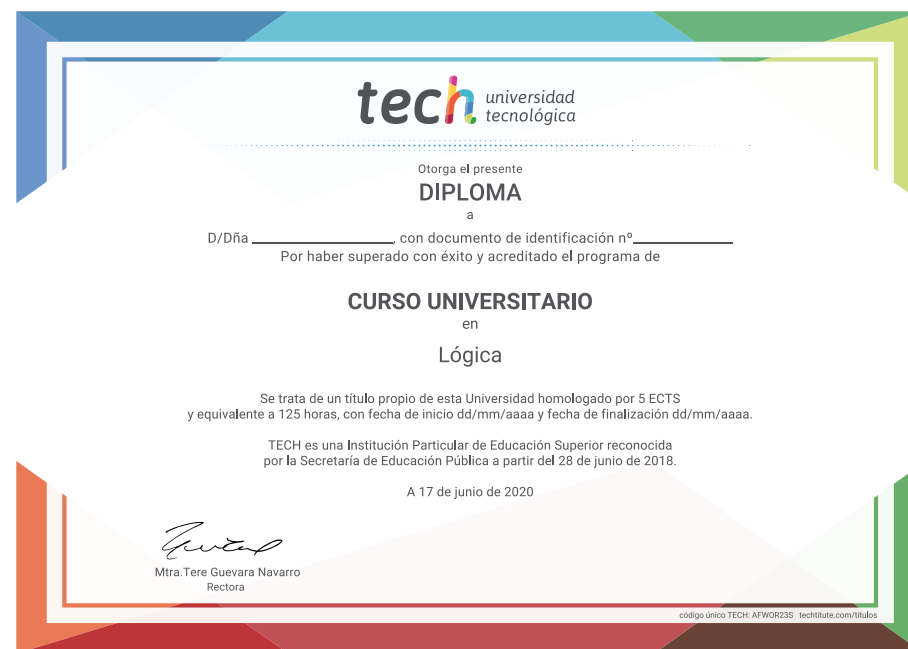 tech universidad
tecnológica
Otorga el presente
DIPLOMA
a
D/Dña ____________________, con documento de identificación nº______________
Por haber superado con éxito y acreditado el programa de
CURSO UNIVERSITARIO
en
Lógica
Se trata de un título propio de esta Universidad homologado por 5 ECTS
y equivalente a 125 horas, con fecha de inicio dd/mm/aaaa y fecha de finalización dd/mm/aaaa.
TECH es una Institución Particular de Educación Superior reconocida
por la Secretaría de Educación Pública a partir del 28 de junio de 2018.
A 17 de junio de 2020
Mtra.Tere Guevara Navarro
Rectora
código único TECH: AFWOR23S techtitute.com/titulos